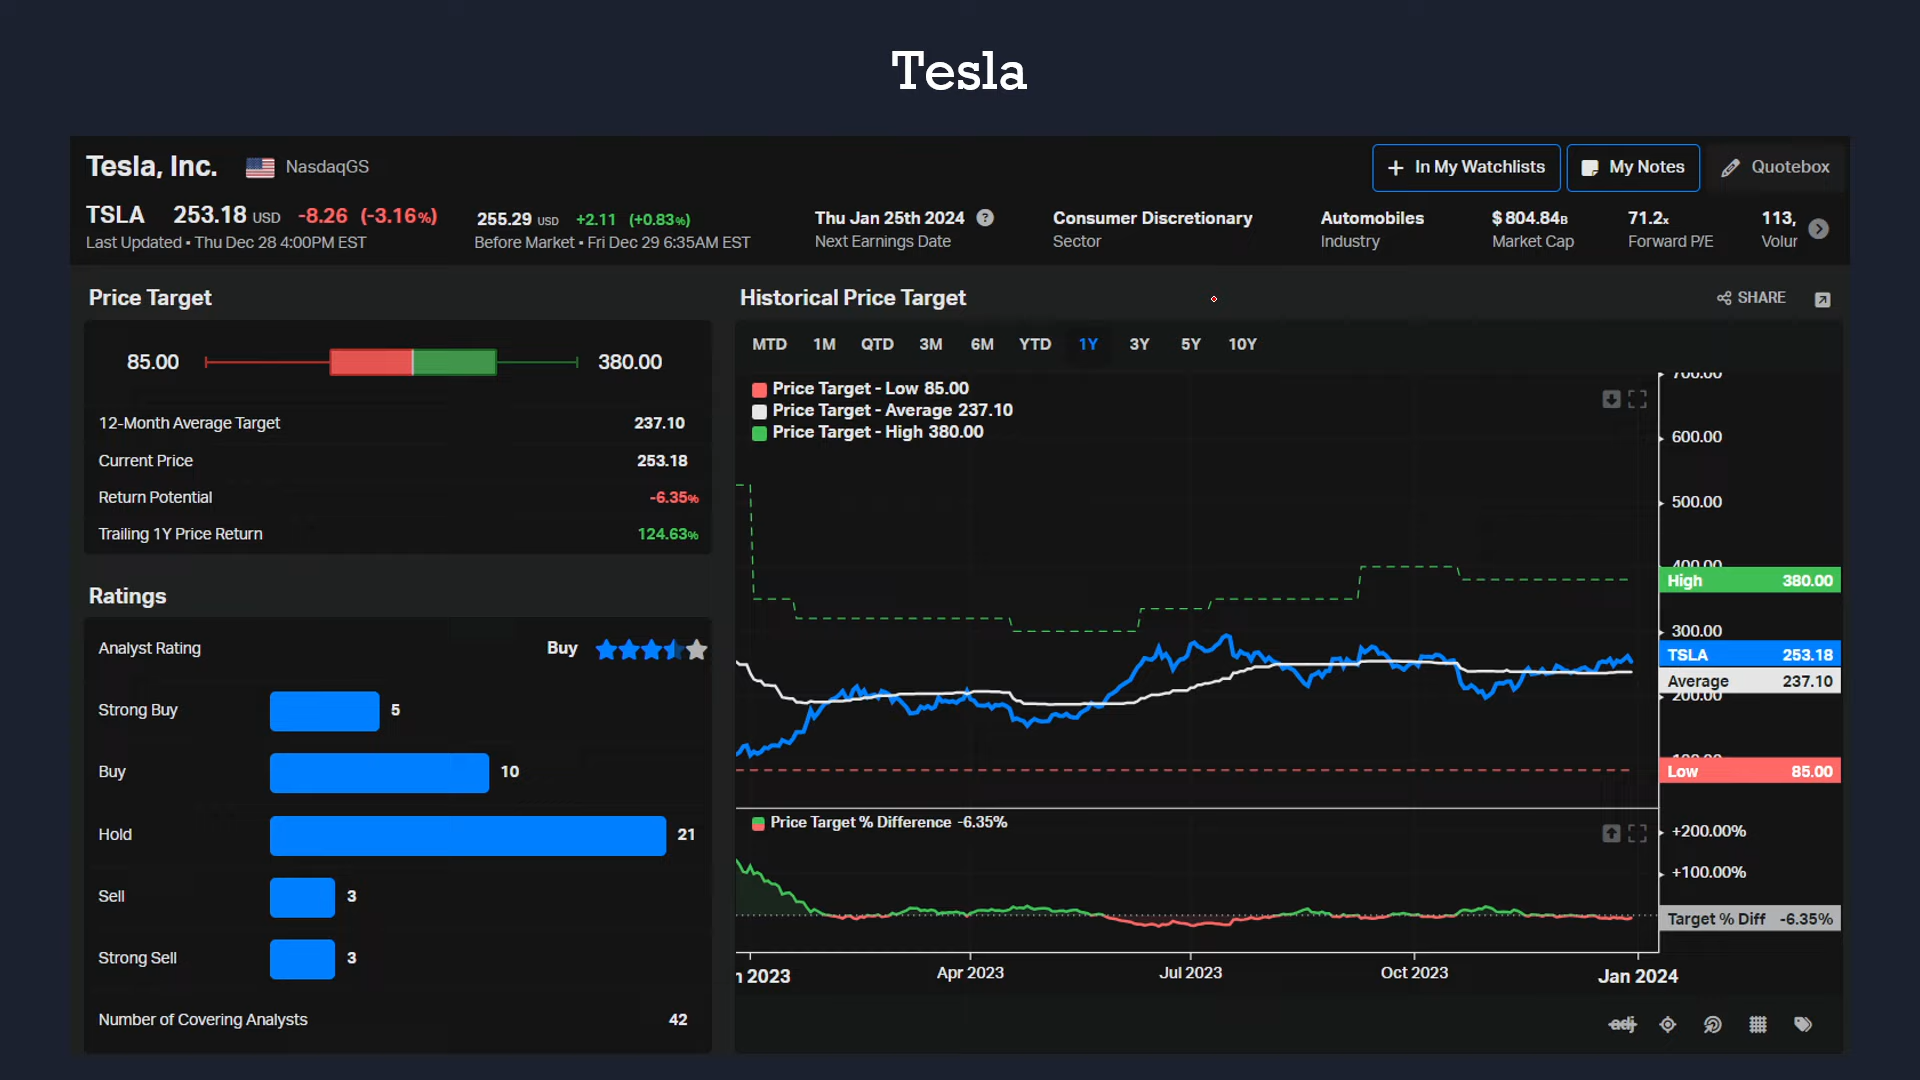 Tesla
Tesla, Inc. NasdaqGS
+ In My Watchlists My Notes Quotebox
TSLA 253.18 USD -8.26 (-3.16%)
Last Updated • Thu Dec 28 4:00PM EST
255.29 USD +2.11 (+0.83%)
Before Market • Fri Dec 29 6:35AM EST
Thu Jan 25th 2024 ?
Next Earnings Date
Consumer Discretionary
Sector
Automobiles
Industry
$804.84B
Market Cap
71.2x
Forward P/E
113,
Volur
Price Target
85.00 380.00
12-Month Average Target 237.10
Current Price 253.18
Return Potential -6.35%
Trailing 1Y Price Return 124.63%
Ratings
Analyst Rating Buy
Strong Buy 5
Buy 10
Hold 21
Sell 3
Strong Sell 3
Number of Covering Analysts 42
Historical Price Target
SHARE
MTD 1M QTD 3M 6M YTD 1Y 3Y 5Y 10Y
Price Target - Low 85.00
Price Target - Average 237.10
Price Target - High 380.00
700.00
600.00
500.00
400.00
High 380.00
300.00
TSLA 253.18
Average 237.10
200.00
Low 85.00
Price Target % Difference -6.35%
+200.00%
+100.00%
Target % Diff -6.35%
n 2023 Apr 2023 Jul 2023 Oct 2023 Jan 2024
adj